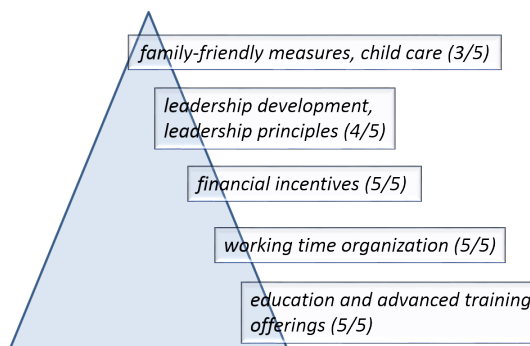 family-friendly measures, child care (3/5)
leadership development,
leadership principles (4/5)
financial incentives (5/5)
working time organization (5/5)
education and advanced training
offerings (5/5)